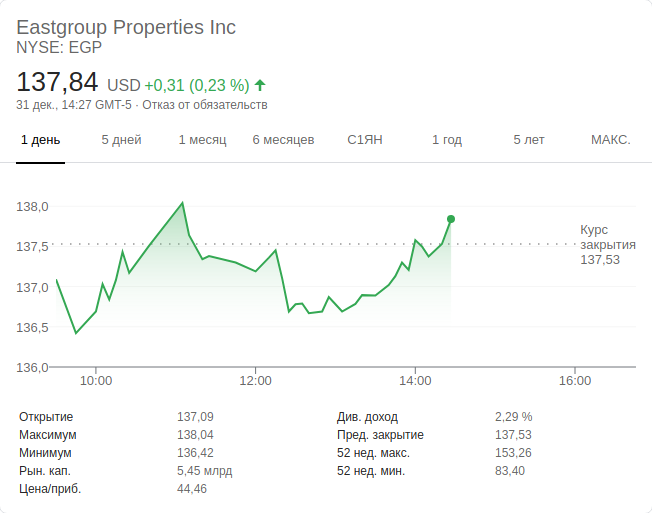 Eastgroup Properties Inc
NYSE: EGP
137,84 USD +0,31 (0,23 %)
31 дек., 14:27 GMT-5 · Отказ от обязательств
1 день 5 дней 1 месяц 6 месяцев С1ЯН 1 год 5 лет МАКС.
138,0
Курс
137,5 закрытия
137,53
137,0
136,5
136,0
10:00 12:00 14:00 16:00
Открытие 137,09 Див. доход 2,29 %
Максимум 138,04 Пред. закрытие 137,53
Минимум 136,42 52 нед. макс. 153,26
Рын. кап. 5,45 млрд 52 нед. мин. 83,40
Цена/приб. 44,46